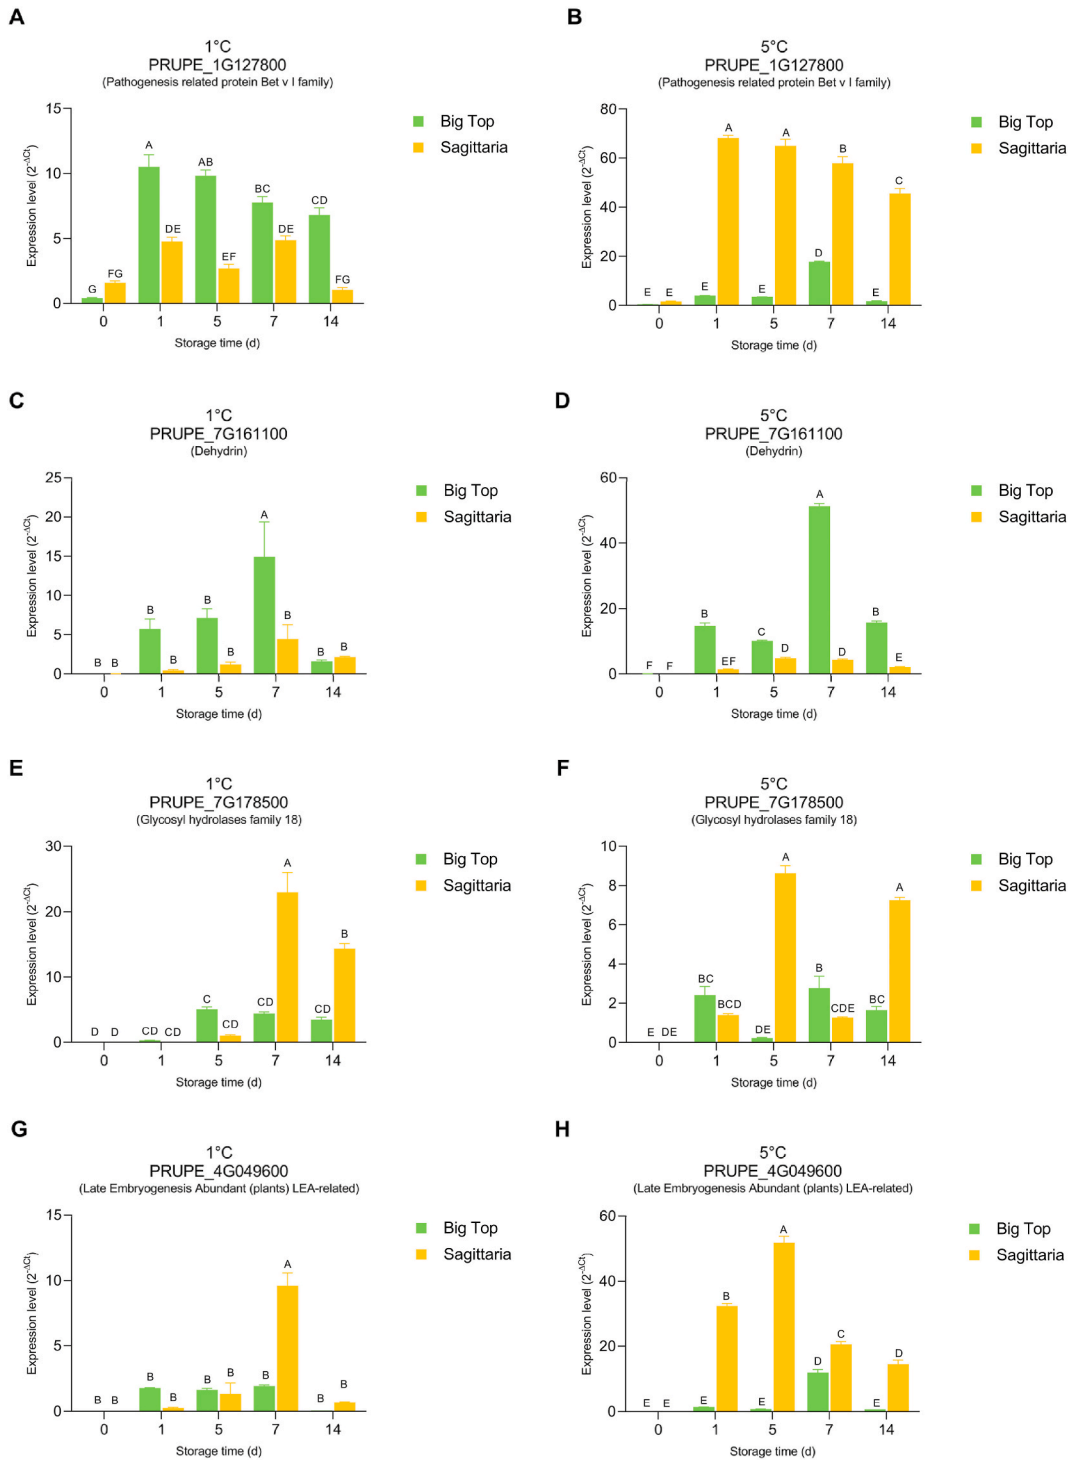 A
1°C
PRUPE_1G127800
(Pathogenesis related protein Bet v I family)
15
10
5
0
Expression level (2^-ΔCt)
G FG A DE AB EF BC DE CD FG
0 1 5 7 14
Storage time (d)
Big Top
Sagittaria
B
5°C
PRUPE_1G127800
(Pathogenesis related protein Bet v I family)
80
60
40
20
0
Expression level (2^-ΔCt)
E E E A E A D B E C
0 1 5 7 14
Storage time (d)
Big Top
Sagittaria
C
1°C
PRUPE_7G161100
(Dehydrin)
25
20
15
10
5
0
Expression level (2^-ΔCt)
B B B B B B A B B B
0 1 5 7 14
Storage time (d)
Big Top
Sagittaria
D
5°C
PRUPE_7G161100
(Dehydrin)
60
40
20
0
Expression level (2^-ΔCt)
F F B EF C D A D B E
0 1 5 7 14
Storage time (d)
Big Top
Sagittaria
E
1°C
PRUPE_7G178500
(Glycosyl hydrolases family 18)
30
20
10
0
Expression level (2^-ΔCt)
D D CD CD C CD CD A CD B
0 1 5 7 14
Storage time (d)
Big Top
Sagittaria
F
5°C
PRUPE_7G178500
(Glycosyl hydrolases family 18)
10
8
6
4
2
0
Expression level (2^-ΔCt)
E DE BC BCD DE A B CDE BC A
0 1 5 7 14
Storage time (d)
Big Top
Sagittaria
G
1°C
PRUPE_4G049600
(Late Embryogenesis Abundant (plants) LEA-related)
15
10
5
0
Expression level (2^-ΔCt)
B B B B B B B A B B
0 1 5 7 14
Storage time (d)
Big Top
Sagittaria
H
5°C
PRUPE_4G049600
(Late Embryogenesis Abundant (plants) LEA-related)
60
40
20
0
Expression level (2^-ΔCt)
E E E B E A D C E D
0 1 5 7 14
Storage time (d)
Big Top
Sagittaria